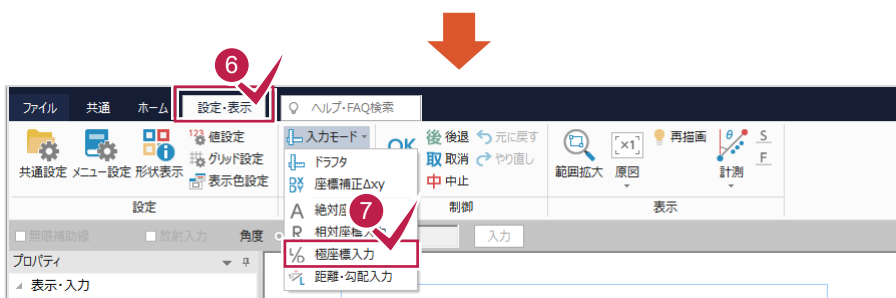 6
ファイル 共通 ホーム 設定・表示 ヘルプ・FAQ検索
共通設定 メニュー設定 形状表示
123 値設定
グリッド設定
表示色設定
設定
入力モード
OK
ドラフタ
座標補正Δxy
7
A 絶対
R 相対座標
L/θ 極座標入力
距離・勾配入力
後 後退 元に戻す
取 取消 やり直し
中 中止
制御
範囲拡大
[×1] 原図
再描画
計測
S
F
表示
無限補助線 放射入力 角度 入力
プロパティ
表示・入力